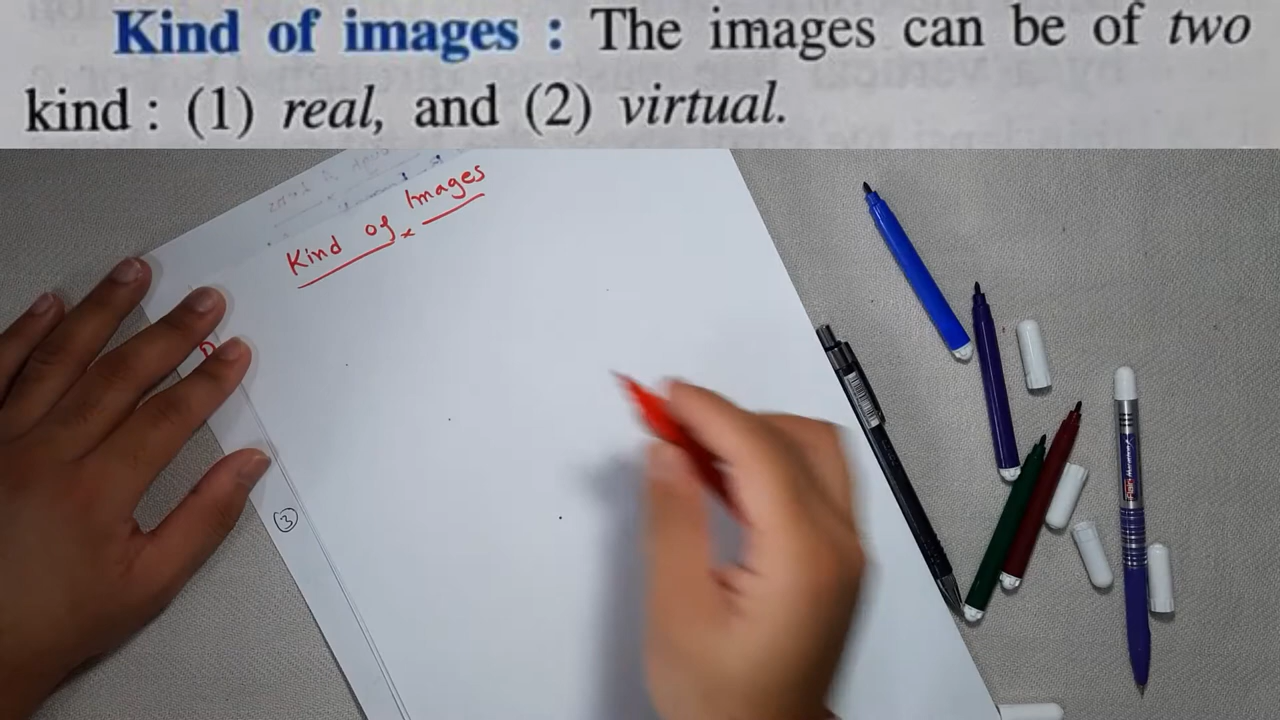 Kind of images : The images can be of two
kind : (1) real, and (2) virtual.
Kind of Images
3